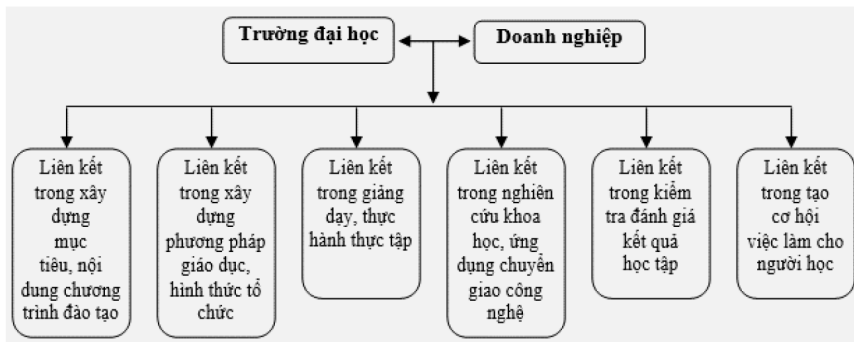 Trường đại học
Doanh nghiệp
Liên kết
trong xây
dựng
mục
tiêu, nội
dung chương
trình đào tạo
Liên kết
trong xây
dựng
phương pháp
giáo dục,
hình thức tổ
chức
Liên kết
trong giảng
dạy, thực
hành thực tập
Liên kết
trong nghiên
cứu khoa
học, ứng
dụng chuyển
giao công
nghệ
Liên kết
trong kiểm
tra đánh giá
kết quả
học tập
Liên kết
trong tạo
cơ hội
việc làm cho
người học